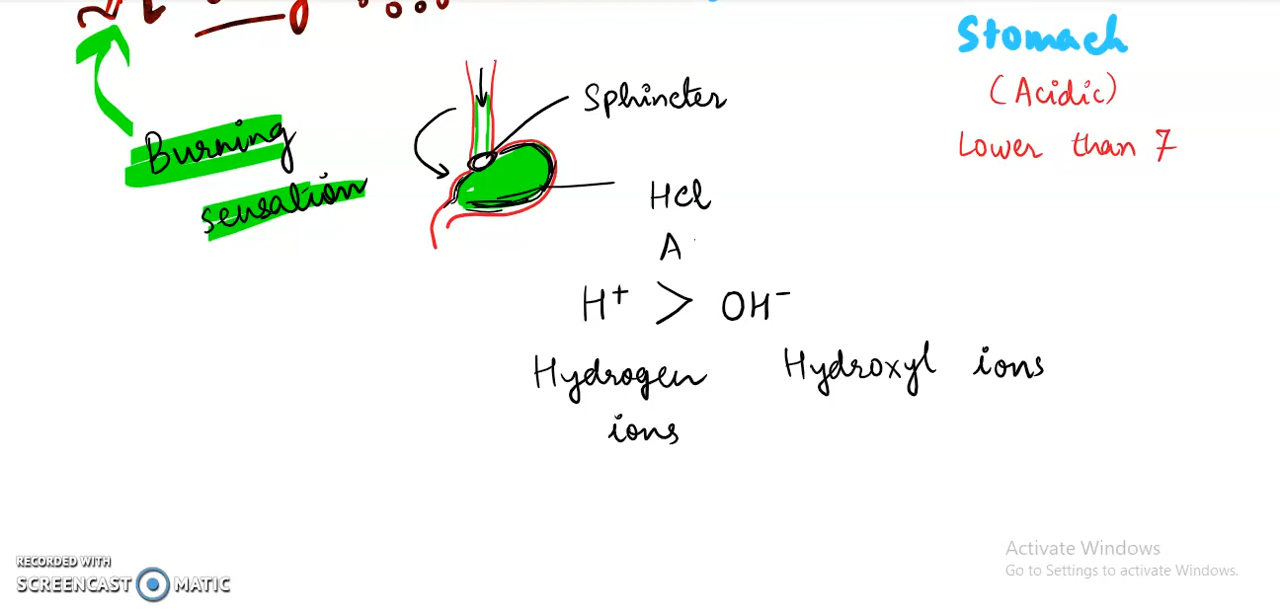 Stomach
(Acidic)
Lower than 7
Sphincter
Burning
sensation
HCl
A
H+ > OH-
Hydrogen
ions
Hydroxyl ions
Activate Windows
Go to Settings to activate Windows.
RECORDED WITH
SCREENCAST MATIC